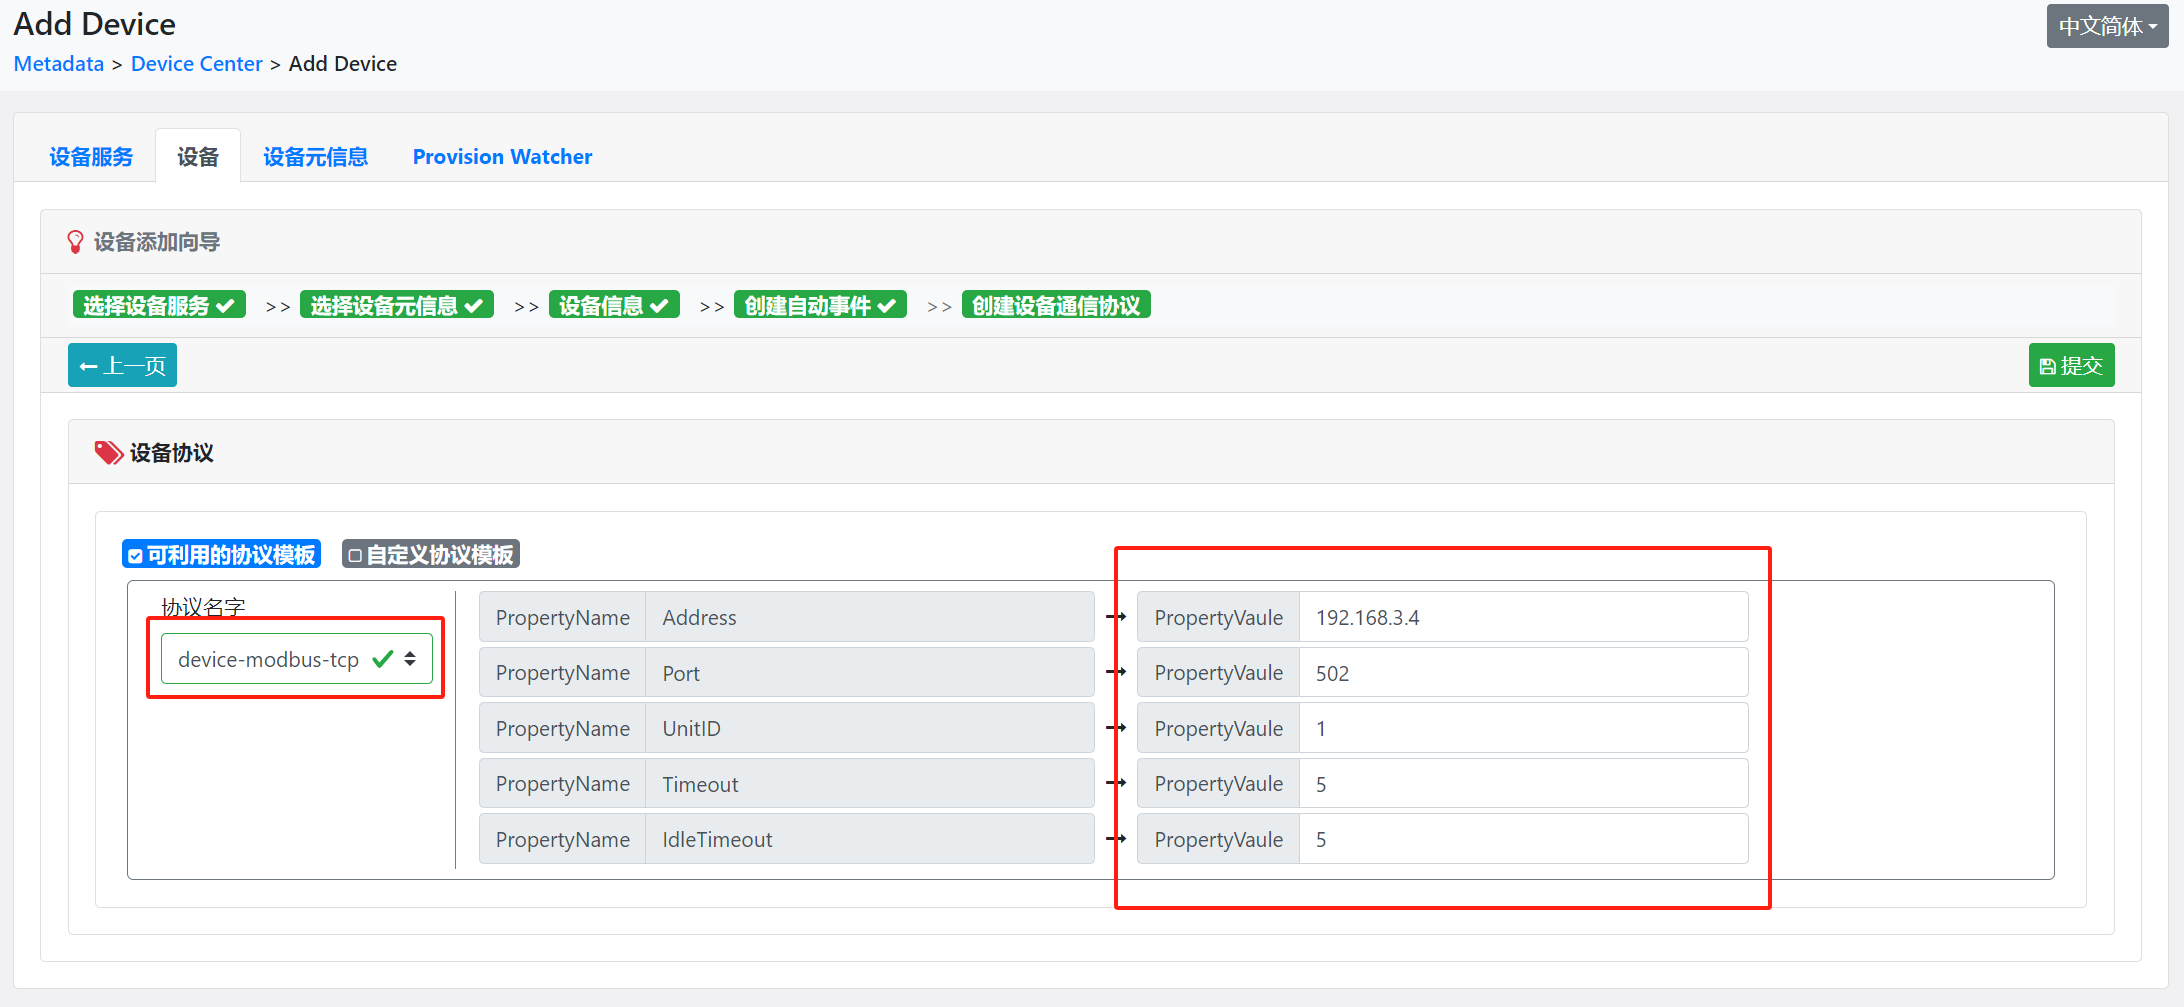 Add Device
中文简体
Metadata > Device Center > Add Device
设备服务 设备 设备元信息 Provision Watcher
设备添加向导
选择设备服务 >> 选择设备元信息 >> 设备信息 >> 创建自动事件 >> 创建设备通信协议
上一页 提交
设备协议
可利用的协议模板 自定义协议模板
协议名字
device-modbus-tcp
PropertyName Address PropertyVaule 192.168.3.4
PropertyName Port PropertyVaule 502
PropertyName UnitID PropertyVaule 1
PropertyName Timeout PropertyVaule 5
PropertyName IdleTimeout PropertyVaule 5